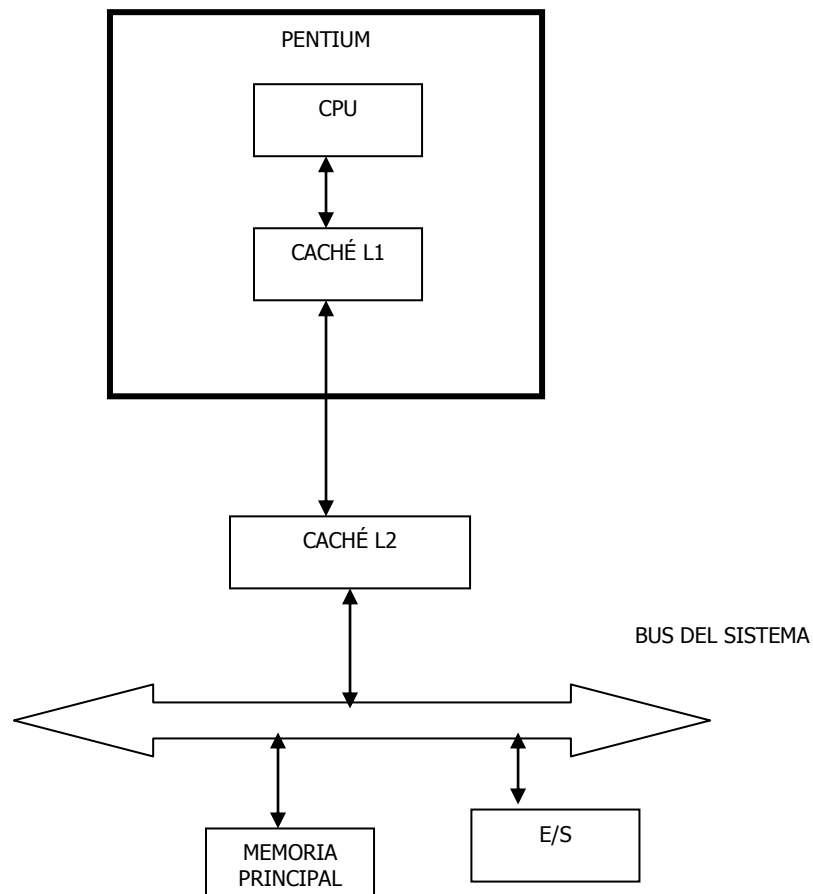 PENTIUM
CPU
CACHÉ L1
CACHÉ L2
BUS DEL SISTEMA
E/S
MEMORIA
PRINCIPAL